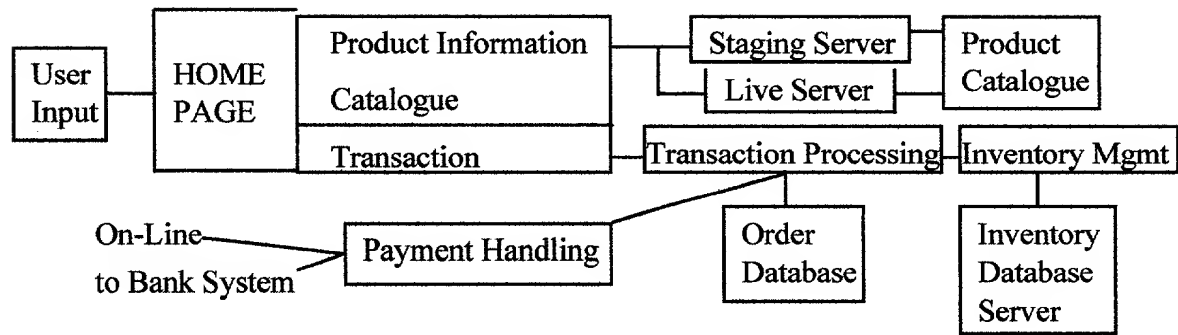 User
Input
HOME
PAGE
Product Information
Catalogue
Transaction
Staging Server
Live Server
Product
Catalogue
Transaction Processing
Inventory Mgmt
On-Line
to Bank System
Payment Handling
Order
Database
Inventory
Database
Server